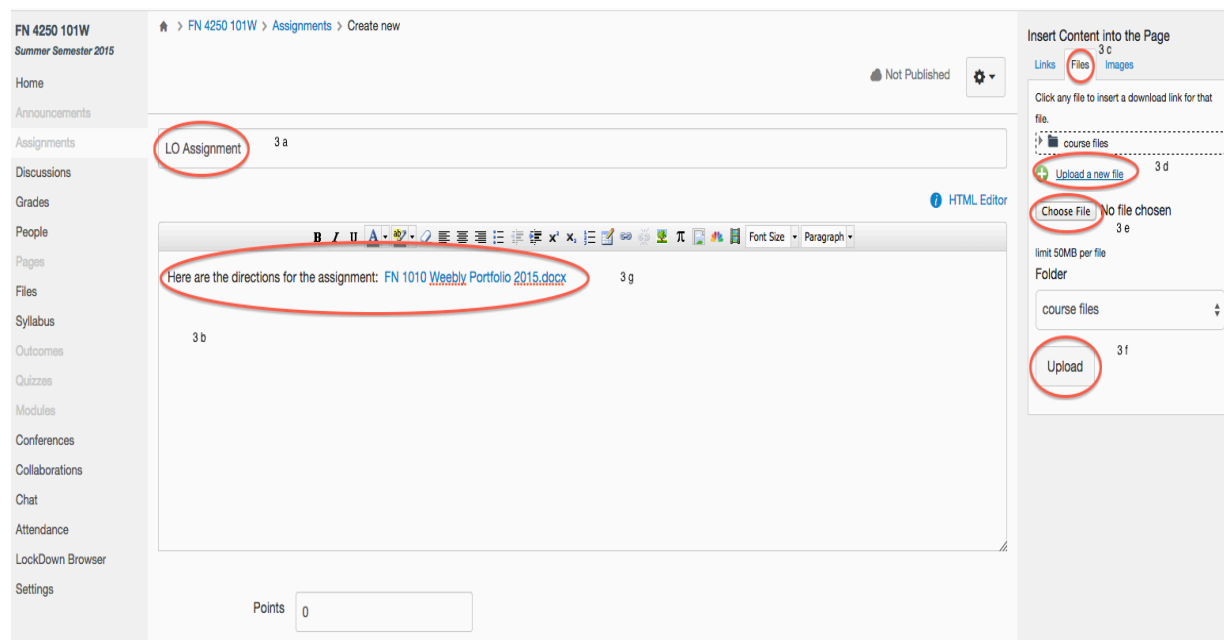 FN 4250 101W
Summer Semester 2015
Home
Announcements
Assignments
Discussions
Grades
People
Pages
Files
Syllabus
Outcomes
Quizzes
Modules
Conferences
Collaborations
Chat
Attendance
LockDown Browser
Settings
> FN 4250 101W > Assignments > Create new
Not Published
LO Assignment 3 a
HTML Editor
B I U A ab x² x₂ π Font Size Paragraph
Here are the directions for the assignment: FN 1010 Weebly Portfolio 2015.docx 3 g
3 b
Points 0
Insert Content into the Page
3 c
Links Files Images
Click any file to insert a download link for that
file.
course files
Upload a new file 3 d
Choose File No file chosen
3 e
limit 50MB per file
Folder
course files
3 f
Upload